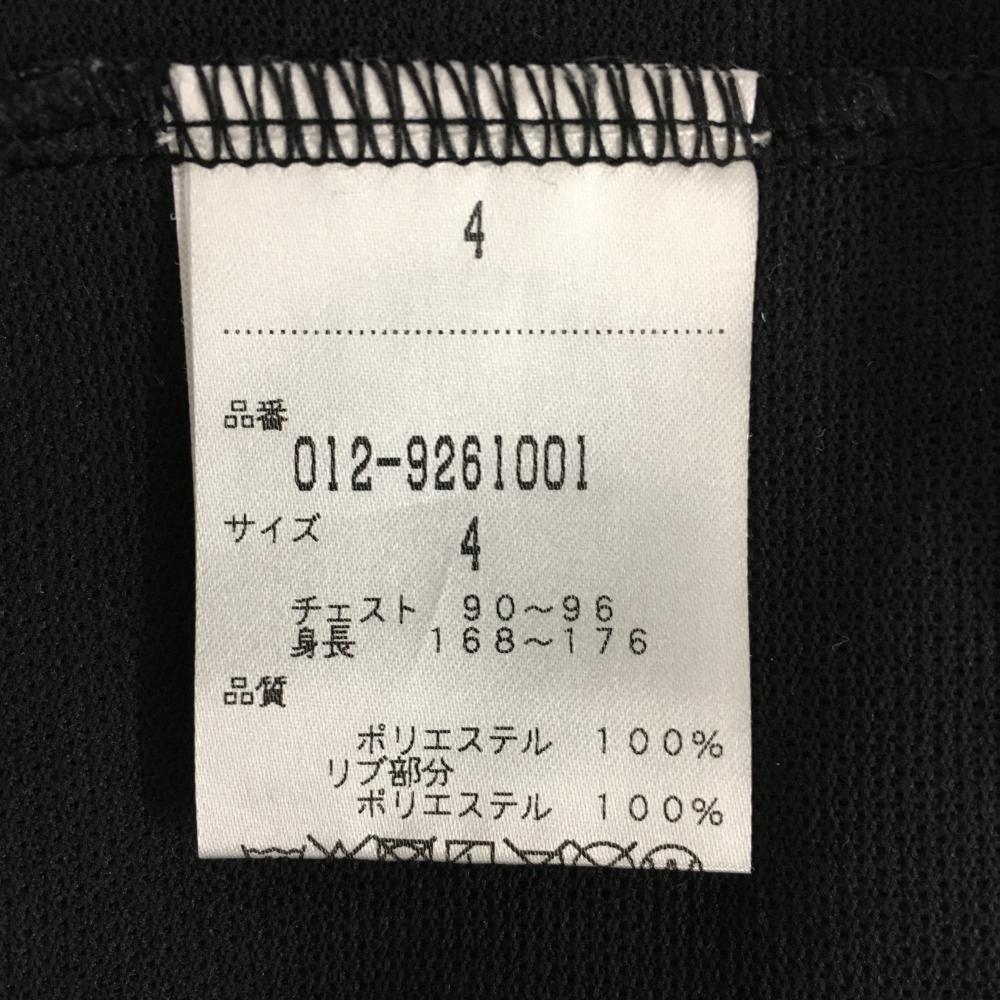 4
品番
012-9261001
サイズ 4
チェスト 90〜96
身長 168〜176
品質
ポリエステル 100%
リブ部分
ポリエステル 100%